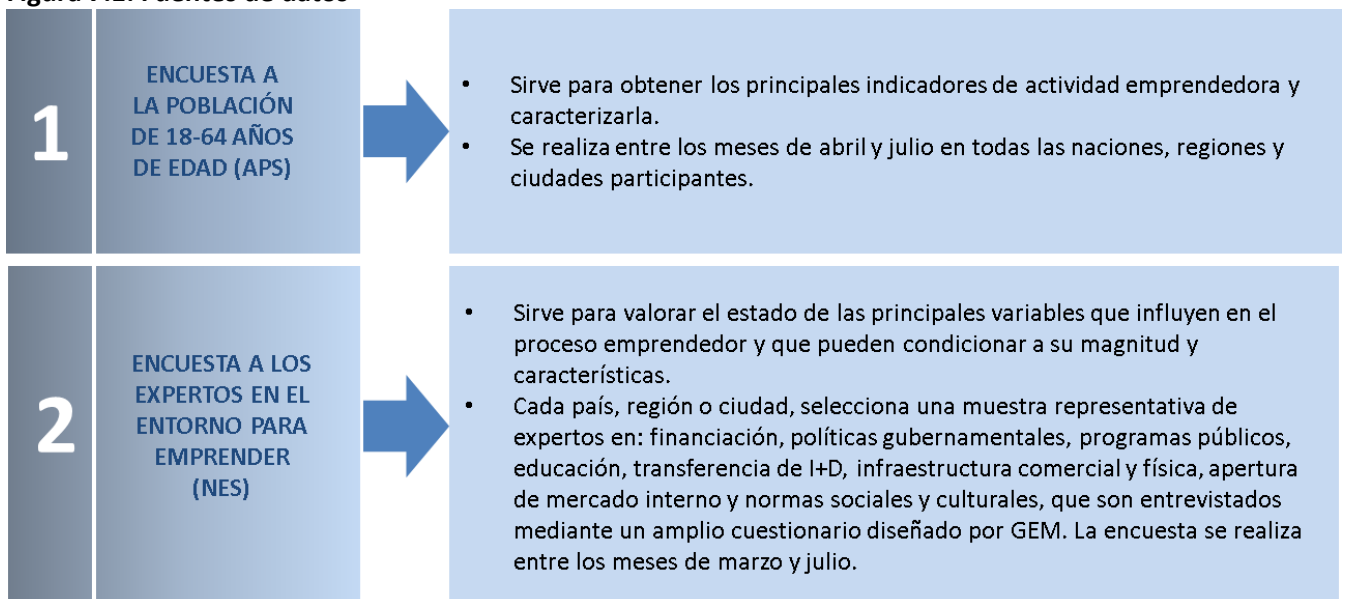 1
ENCUESTA A
LA POBLACIÓN
DE 18-64 AÑOS
DE EDAD (APS)
• Sirve para obtener los principales indicadores de actividad emprendedora y
caracterizarla.
• Se realiza entre los meses de abril y julio en todas las naciones, regiones y
ciudades participantes.
2
ENCUESTA A LOS
EXPERTOS EN EL
ENTORNO PARA
EMPRENDER
(NES)
• Sirve para valorar el estado de las principales variables que influyen en el
proceso emprendedor y que pueden condicionar a su magnitud y
características.
• Cada país, región o ciudad, selecciona una muestra representativa de
expertos en: financiación, políticas gubernamentales, programas públicos,
educación, transferencia de I+D, infraestructura comercial y física, apertura
de mercado interno y normas sociales y culturales, que son entrevistados
mediante un amplio cuestionario diseñado por GEM. La encuesta se realiza
entre los meses de marzo y julio.